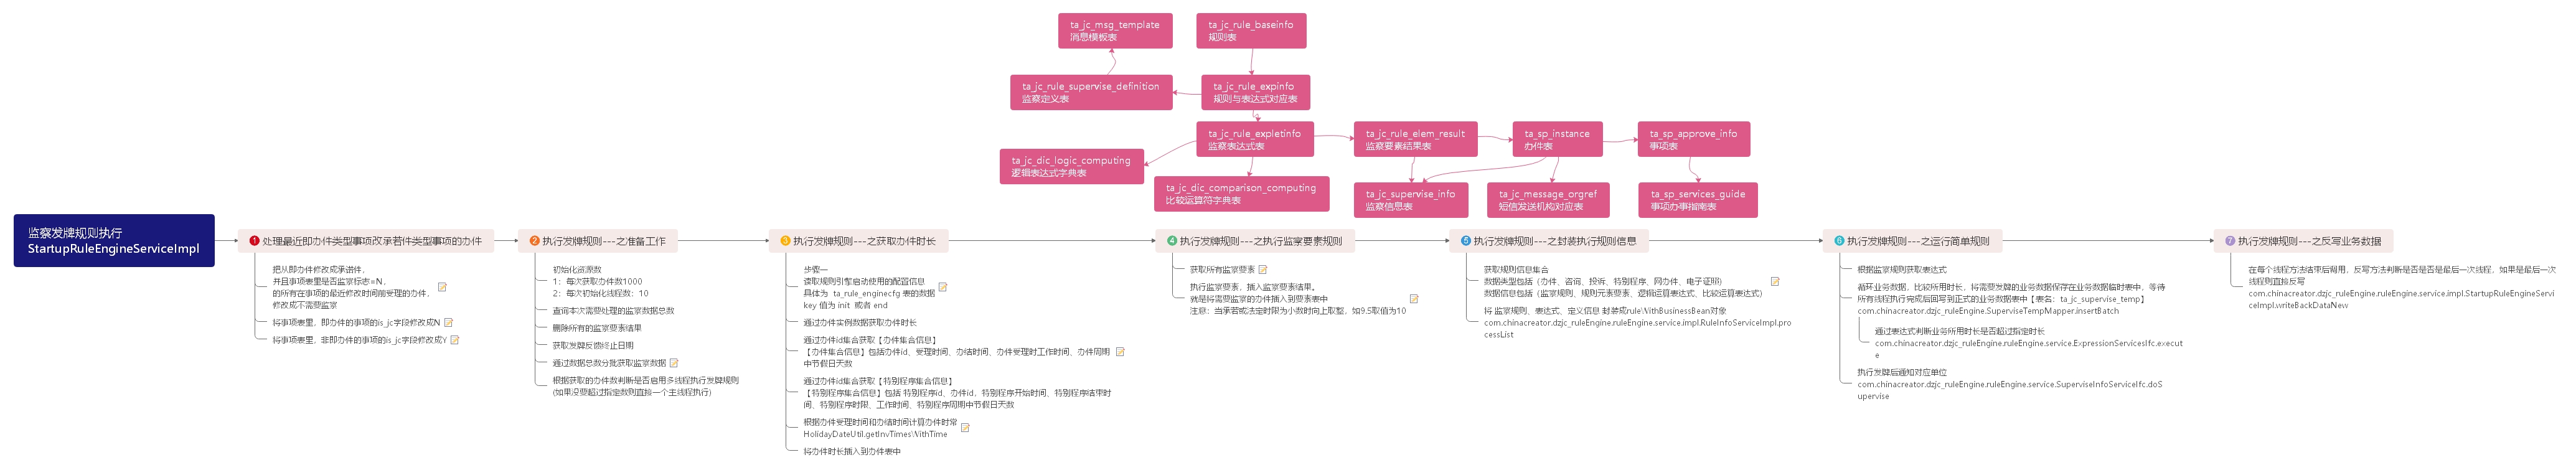 ta_jc_msg_template
消息模板表
ta_jc_rule_baseinfo
规则表
ta_jc_rule_supervise_definition
监察定义表
ta_jc_rule_expinfo
规则与表达式对应表
ta_jc_rule_expletinfo
监察表达式表
ta_jc_rule_elem_result
监察要素结果表
ta_sp_instance
办件表
ta_sp_approve_info
事项表
ta_jc_dic_logic_computing
逻辑表达式字典表
ta_jc_dic_comparison_computing
比较运算符字典表
ta_jc_supervise_info
监察信息表
ta_jc_message_orgref
短信发送机构对应表
ta_sp_services_guide
事项办事指南表
监察发牌规则执行
StartupRuleEngineServiceImpl
1 处理最近即办件类型事项改承若件类型事项的办件
把从即办件修改成承诺件，
并且事项表里是否监察标志=N，
的所有在事项的最近修改时间前受理的办件，
修改成不需要监察
将事项表里，即办件的事项的is_jc字段修改成N
将事项表里，非即办件的事项的is_jc字段修改成Y
2 执行发牌规则---之准备工作
初始化资源数
1：每次获取办件数1000
2：每次初始化线程数：10
查询本次需要处理的监察数据总数
删除所有的监察要素结果
获取发牌反馈终止日期
通过数据总数分批获取监察数据
根据获取的办件数判断是否启用多线程执行发牌规则
(如果没要超过指定数则直接一个主线程执行)
3 执行发牌规则---之获取办件时长
步骤一
读取规则引擎启动使用的配置信息
具体为 ta_rule_enginecfg 表的数据
key 值为 init 或者 end
通过办件实例数据获取办件时长
通过办件id集合获取【办件集合信息】
【办件集合信息】包括办件id、受理时间、办结时间、办件受理时工作时间、办件周期
中节假日天数
通过办件id集合获取【特别程序集合信息】
【特别程序集合信息】包括 特别程序id、办件id，特别程序开始时间、特别程序结束时
间、特别程序时限、工作时间、特别程序周期中节假日天数
根据办件受理时间和办结时间计算办件时常
HolidayDateUtil.getInvTimesWithTime
将办件时长插入到办件表中
4 执行发牌规则---之执行监察要素规则
获取所有监察要素
执行监察要素，插入监察要素结果。
就是将需要监察的办件插入到要素表中
注意：当承若或法定时限为小数时间上取整，如9.5取值为10
5 执行发牌规则---之封装执行规则信息
获取规则信息集合
数据类型包括（办件、咨询、投诉、特别程序、网办件、电子证照）
数据信息包括（监察规则、规则元素要素、逻辑运算表达式、比较运算表达式）
将 监察规则、表达式、定义信息 封装成ruleWithBusinessBean对象
com.chinacreator.dzjc_ruleEngine.ruleEngine.service.impl.RuleInfoServiceImpl.pro
cessList
6 执行发牌规则---之运行简单规则
根据监察规则获取表达式
循环业务数据，比较所用时长，将需要发牌的业务数据保存在业务数据临时表中，等待
所有线程执行完成后回写到正式的业务数据表中【表名：ta_jc_supervise_temp】
com.chinacreator.dzjc_ruleEngine.SuperviseTempMapper.insertBatch
通过表达式判断业务所用时长是否超过指定时长
com.chinacreator.dzjc_ruleEngine.ruleEngine.service.ExpressionServicesIfc.execut
e
执行发牌后通知对应单位
com.chinacreator.dzjc_ruleEngine.ruleEngine.service.SuperviseInfoServiceIfc.doS
upervise
7 执行发牌规则---之反写业务数据
在每个线程方法结束后调用，反写方法判断是否是否是最后一次线程，如果是最后一次
线程则直接反写
com.chinacreator.dzjc_ruleEngine.ruleEngine.service.impl.StartupRuleEngineServi
ceImpl.writeBackDataNew